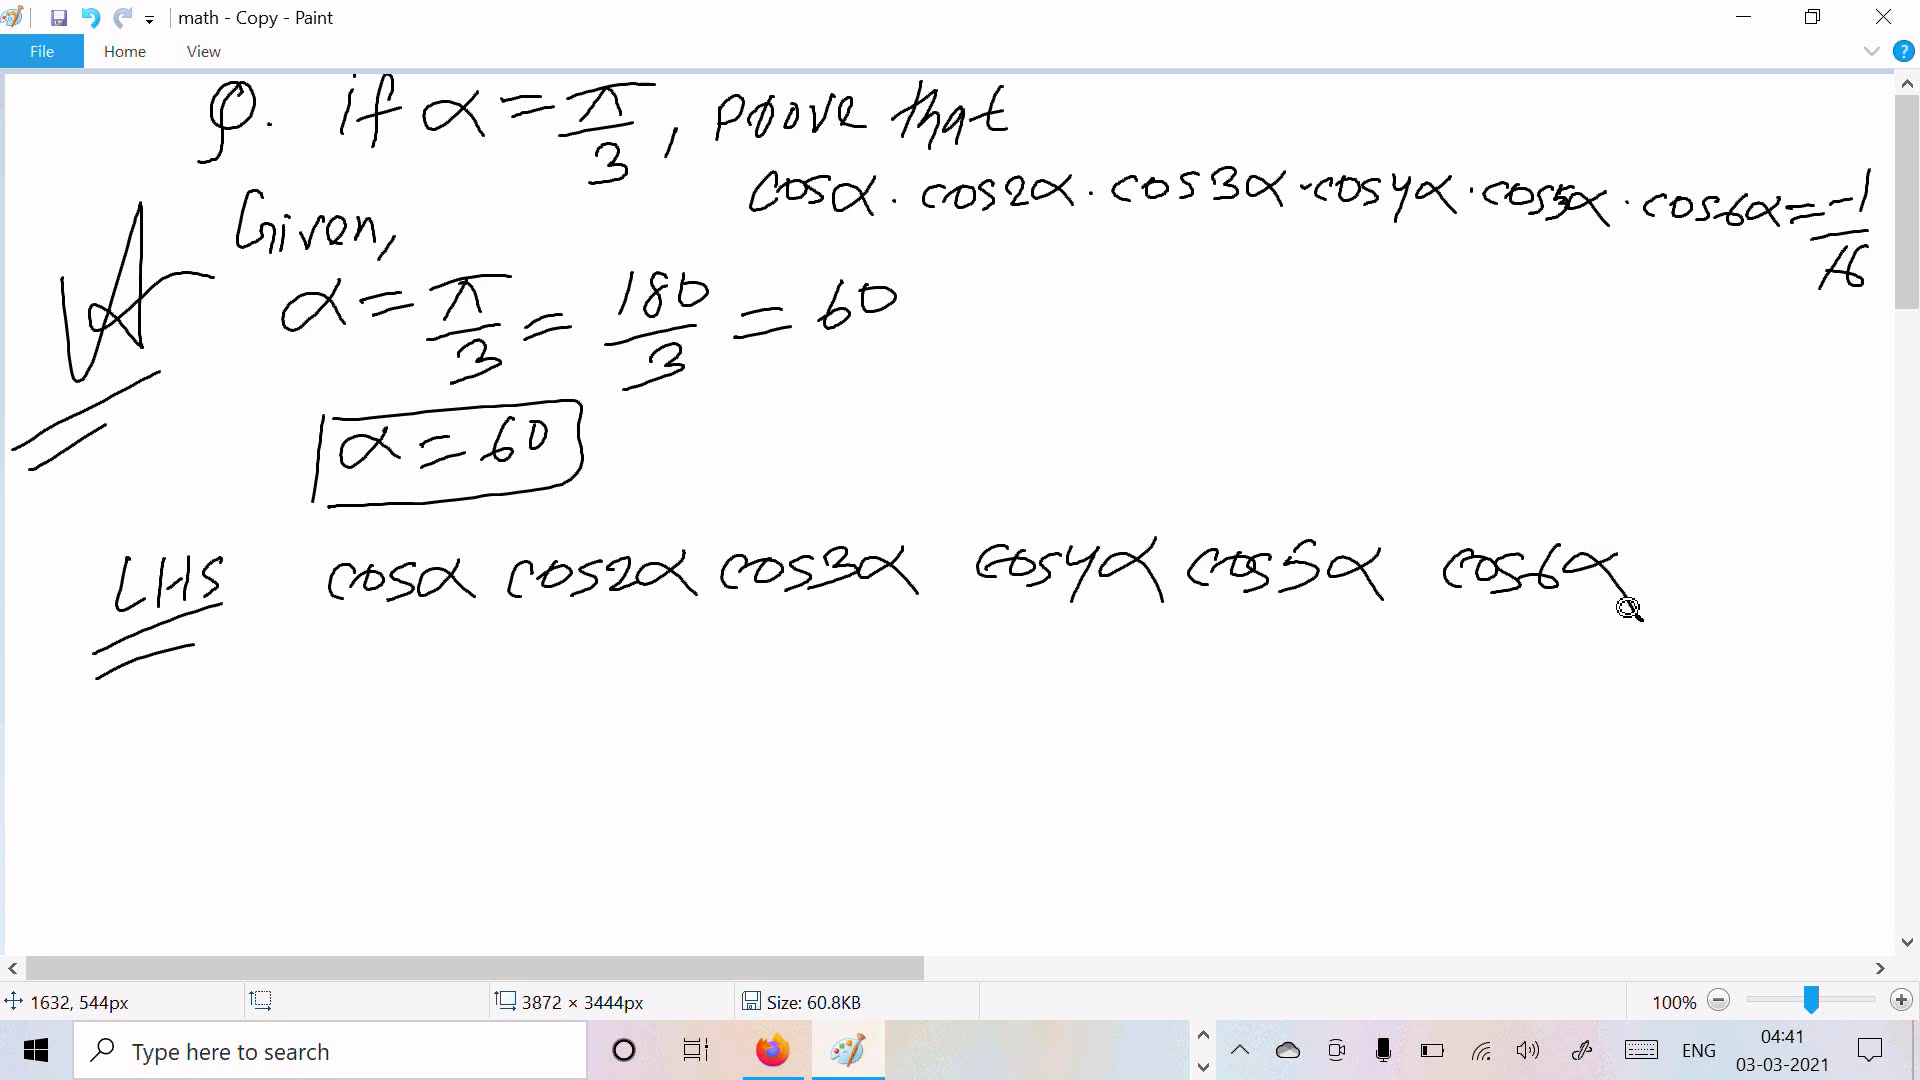 math - Copy - Paint
File Home View
Q. if α = π/3, prove that
cosα . cos2α . cos3α . cos4α . cos5α . cos6α = -1/16
Given,
α = π/3 = 180/3 = 60
α = 60
LHS cosα cos2α cos3α cos4α cos5α cos6α
1632, 544px 3872 × 3444px Size: 60.8KB 100%
Type here to search ENG 04:41
03-03-2021